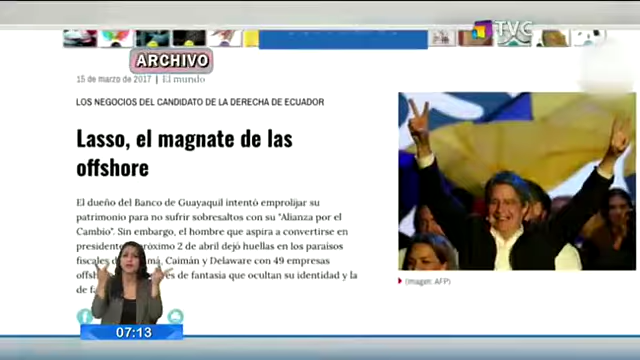 TVC
ARCHIVO
15 de marzo de 2017 | El mundo
LOS NEGOCIOS DEL CANDIDATO DE LA DERECHA DE ECUADOR
Lasso, el magnate de las
offshore
El dueño del Banco de Guayaquil intentó emprolijar su
patrimonio para no sufrir sobresaltos con su "Alianza por el
Cambio". Sin embargo, el hombre que aspira a convertirse en
presidente próximo 2 de abril dejó huellas en los paraísos
fiscales Caimán y Delaware con 49 empresas
de fantasía que ocultan su identidad y la
de
(Imagen: AFP)
07:13